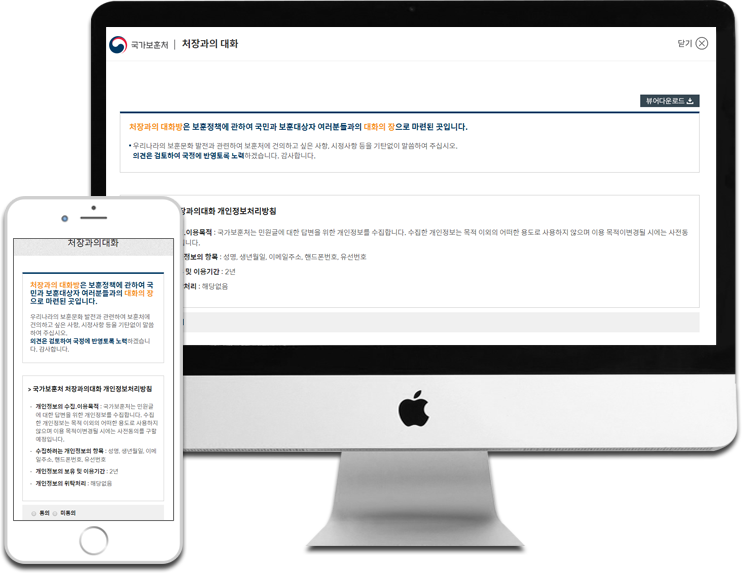 국가보훈처 | 처장과의 대화
닫기
뷰어다운로드
처장과의 대화방은 보훈정책에 관하여 국민과 보훈대상자 여러분들과의 대화의 장으로 마련된 곳입니다.
• 우리나라의 보훈문화 발전과 관련하여 보훈처에 건의하고 싶은 사항, 시정사항 등을 기탄없이 말씀하여 주십시오.
의견은 검토하여 국정에 반영토록 노력하겠습니다. 감사합니다.
장과의대화 개인정보처리방침
이용목적 : 국가보훈처는 민원글에 대한 답변을 위한 개인정보를 수집합니다. 수집한 개인정보는 목적 이외의 어떠한 용도로 사용하지 않으며 이용 목적이변경될 시에는 사전동
니다.
정보의 항목 : 성명, 생년월일, 이메일주소, 핸드폰번호, 유선번호
및 이용기간 : 2년
처리 : 해당없음
처장과의대화
처장과의 대화방은 보훈정책에 관하여 국
민과 보훈대상자 여러분들과의 대화의 장
으로 마련된 곳입니다.
우리나라의 보훈문화 발전과 관련하여 보훈처에
건의하고 싶은 사항, 시정사항 등을 기탄없이 말씀
하여 주십시오.
의견은 검토하여 국정에 반영토록 노력하겠습니
다. 감사합니다.
> 국가보훈처 처장과의대화 개인정보처리방침
· 개인정보의 수집.이용목적 : 국가보훈처는 민원글
에 대한 답변을 위한 개인정보를 수집합니다. 수집
한 개인정보는 목적 이외의 어떠한 용도로 사용하지
않으며 이용 목적이변경될 시에는 사전동의를 구할
예정입니다.
· 수집하려는 개인정보의 항목 : 성명, 생년월일, 이메
일주소, 핸드폰번호, 유선번호
· 개인정보의 보유 및 이용기간 : 2년
· 개인정보의 위탁처리 : 해당없음
동의 미동의